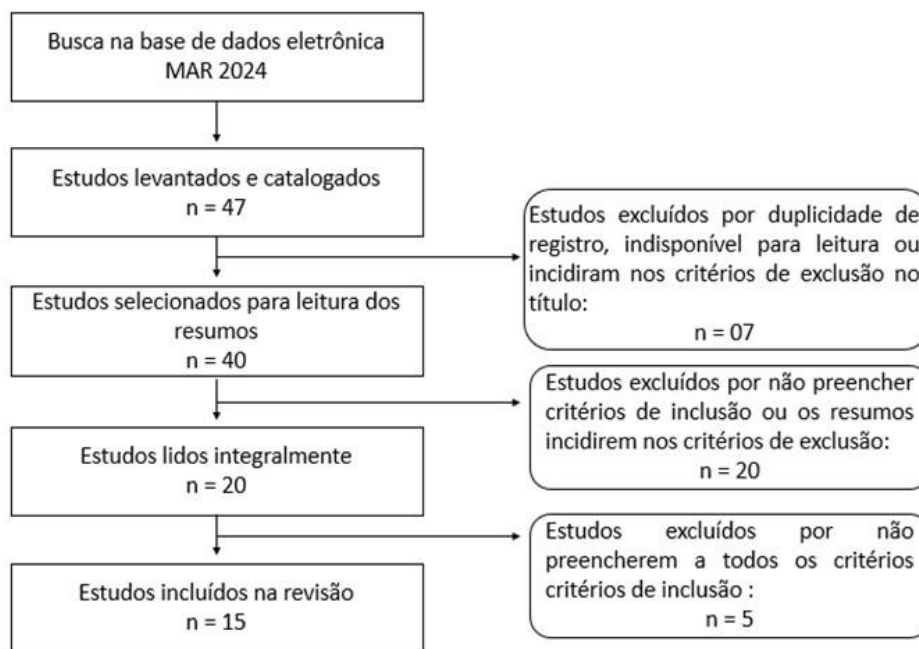 Busca na base de dados eletrônica
MAR 2024
Estudos levantados e catalogados
n = 47
Estudos excluídos por duplicidade de
registro, indisponível para leitura ou
incidiram nos critérios de exclusão no
título:
n = 07
Estudos selecionados para leitura dos
resumos
n = 40
Estudos excluídos por não preencher
critérios de inclusão ou os resumos
incidirem nos critérios de exclusão:
n = 20
Estudos lidos integralmente
n = 20
Estudos excluídos por não
preencherem a todos os critérios
critérios de inclusão :
n = 5
Estudos incluídos na revisão
n = 15